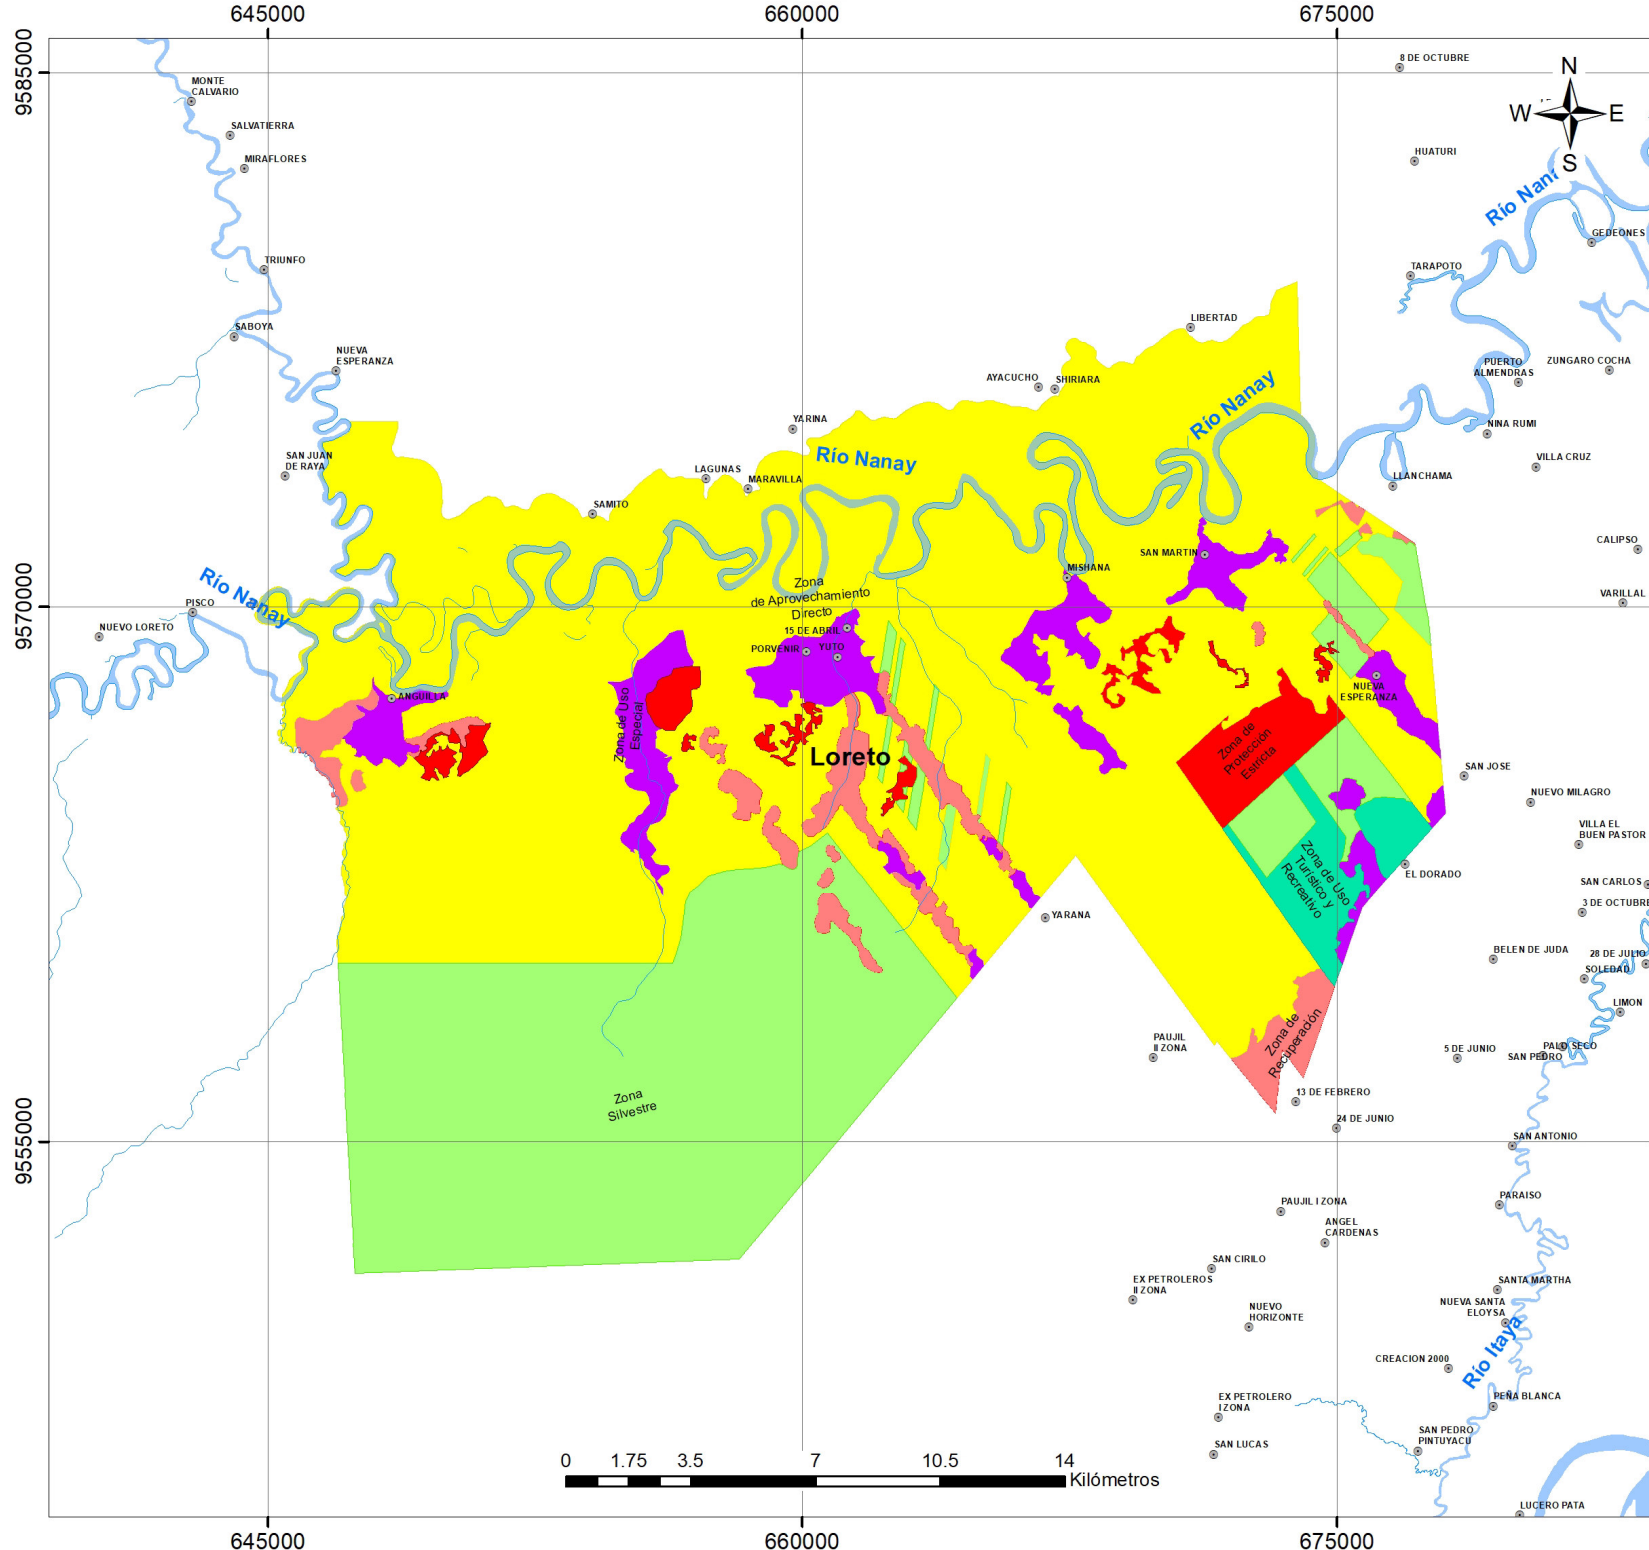 645000
660000
675000
9585000
9570000
9555000
N
W
E
S
8 DE OCTUBRE
MONTE
CALVARIO
SALVATIERRA
MIRAFLORES
HUATURI
GEDEONES
TRIUNFO
TARAPOTO
SABOYA
LIBERTAD
NUEVA
ESPERANZA
PUERTO
ALMENDRAS
ZUNGARO COCHA
AYACUCHO
SHIRIARA
Río Nanay
YARINA
NINA RUMI
Río Nanay
SAN JUAN
DE RAYA
LAGUNAS
MARAVILLA
VILLA CRUZ
LLANCHAMA
SAMITO
CALIPSO
SAN MARTIN
MISHANA
Río Nanay
Zona
de Aprovechamiento
Directo
PISCO
VARILLAL
NUEVO LORETO
15 DE ABRIL
PORVENIR
YUTO
NUEVA
ESPERANZA
ANGUILLA
Zona de Uso
Especial
Loreto
Zona de
Protección
Estricta
SAN JOSE
NUEVO MILAGRO
VILLA EL
BUEN PASTOR
Zona de Uso
Turístico y
Recreativo
EL DORADO
SAN CARLOS
3 DE OCTUBRE
YARANA
BELEN DE JUDA
28 DE JULIO
SOLEDAD
LIMON
Zona de
Recuperación
PAUJIL
II ZONA
5 DE JUNIO
PALO SECO
SAN PEDRO
Zona
Silvestre
13 DE FEBRERO
24 DE JUNIO
SAN ANTONIO
PARAISO
PAUJIL I ZONA
ANGEL
CARDENAS
SAN CIRILO
EX PETROLEROS
II ZONA
SANTA MARTHA
NUEVA SANTA
ELOYSA
NUEVO
HORIZONTE
Río Itaya
CREACION 2000
EX PETROLERO
I ZONA
PEÑA BLANCA
SAN PEDRO
PINTUYACU
SAN LUCAS
0 1.75 3.5 7 10.5 14
Kilómetros
LUCERO PATA
645000
660000
675000